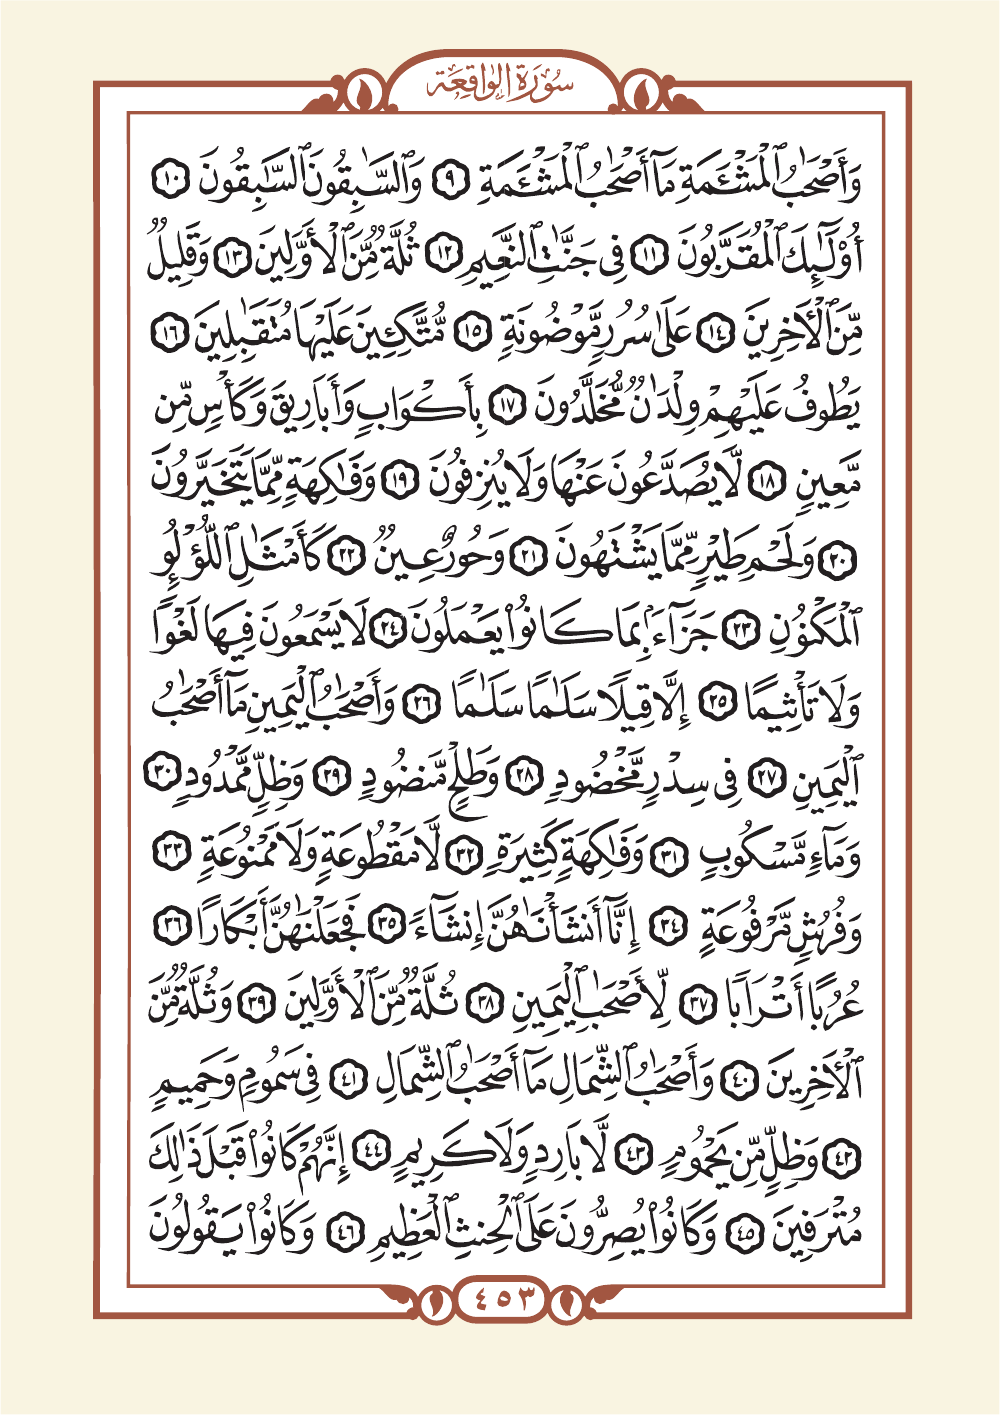 سُورَةُ الوَاقِعَة
وَأَصْحَٰبُ ٱلْمَشْـَٔمَةِ مَآ أَصْحَٰبُ ٱلْمَشْـَٔمَةِ ٩ وَٱلسَّٰبِقُونَ ٱلسَّٰبِقُونَ ١٠
أُو۟لَٰٓئِكَ ٱلْمُقَرَّبُونَ ١١ فِى جَنَّٰتِ ٱلنَّعِيمِ ١٢ ثُلَّةٌ مِّنَ ٱلْأَوَّلِينَ ١٣ وَقَلِيلٌ
مِّنَ ٱلْـَٔاخِرِينَ ١٤ عَلَىٰ سُرُرٍ مَّوْضُونَةٍ ١٥ مُّتَّكِـِٔينَ عَلَيْهَا مُتَقَٰبِلِينَ ١٦
يَطُوفُ عَلَيْهِمْ وِلْدَٰنٌ مُّخَلَّدُونَ ١٧ بِأَكْوَابٍ وَأَبَارِيقَ وَكَأْسٍ مِّن
مَّعِينٍ ١٨ لَّا يُصَدَّعُونَ عَنْهَا وَلَا يُنزِفُونَ ١٩ وَفَٰكِهَةٍ مِّمَّا يَتَخَيَّرُونَ
٢٠ وَلَحْمِ طَيْرٍ مِّمَّا يَشْتَهُونَ ٢١ وَحُورٌ عِينٌ ٢٢ كَأَمْثَٰلِ ٱللُّؤْلُؤِ
ٱلْمَكْنُونِ ٢٣ جَزَآءًۢ بِمَا كَانُوا۟ يَعْمَلُونَ ٢٤ لَا يَسْمَعُونَ فِيهَا لَغْوًا
وَلَا تَأْثِيمًا ٢٥ إِلَّا قِيلًا سَلَٰمًا سَلَٰمًا ٢٦ وَأَصْحَٰبُ ٱلْيَمِينِ مَآ أَصْحَٰبُ
ٱلْيَمِينِ ٢٧ فِى سِدْرٍ مَّخْضُودٍ ٢٨ وَطَلْحٍ مَّنضُودٍ ٢٩ وَظِلٍّ مَّمْدُودٍ ٣٠
وَمَآءٍ مَّسْكُوبٍ ٣١ وَفَٰكِهَةٍ كَثِيرَةٍ ٣٢ لَّا مَقْطُوعَةٍ وَلَا مَمْنُوعَةٍ ٣٣
وَفُرُشٍ مَّرْفُوعَةٍ ٣٤ إِنَّآ أَنشَأْنَٰهُنَّ إِنشَآءً ٣٥ فَجَعَلْنَٰهُنَّ أَبْكَارًا ٣٦
عُرُبًا أَتْرَابًا ٣٧ لِّأَصْحَٰبِ ٱلْيَمِينِ ٣٨ ثُلَّةٌ مِّنَ ٱلْأَوَّلِينَ ٣٩ وَثُلَّةٌ مِّنَ
ٱلْـَٔاخِرِينَ ٤٠ وَأَصْحَٰبُ ٱلشِّمَالِ مَآ أَصْحَٰبُ ٱلشِّمَالِ ٤١ فِى سَمُومٍ وَحَمِيمٍ
٤٢ وَظِلٍّ مِّن يَحْمُومٍ ٤٣ لَّا بَارِدٍ وَلَا كَرِيمٍ ٤٤ إِنَّهُمْ كَانُوا۟ قَبْلَ ذَٰلِكَ
مُتْرَفِينَ ٤٥ وَكَانُوا۟ يُصِرُّونَ عَلَى ٱلْحِنثِ ٱلْعَظِيمِ ٤٦ وَكَانُوا۟ يَقُولُونَ
٤٥٣